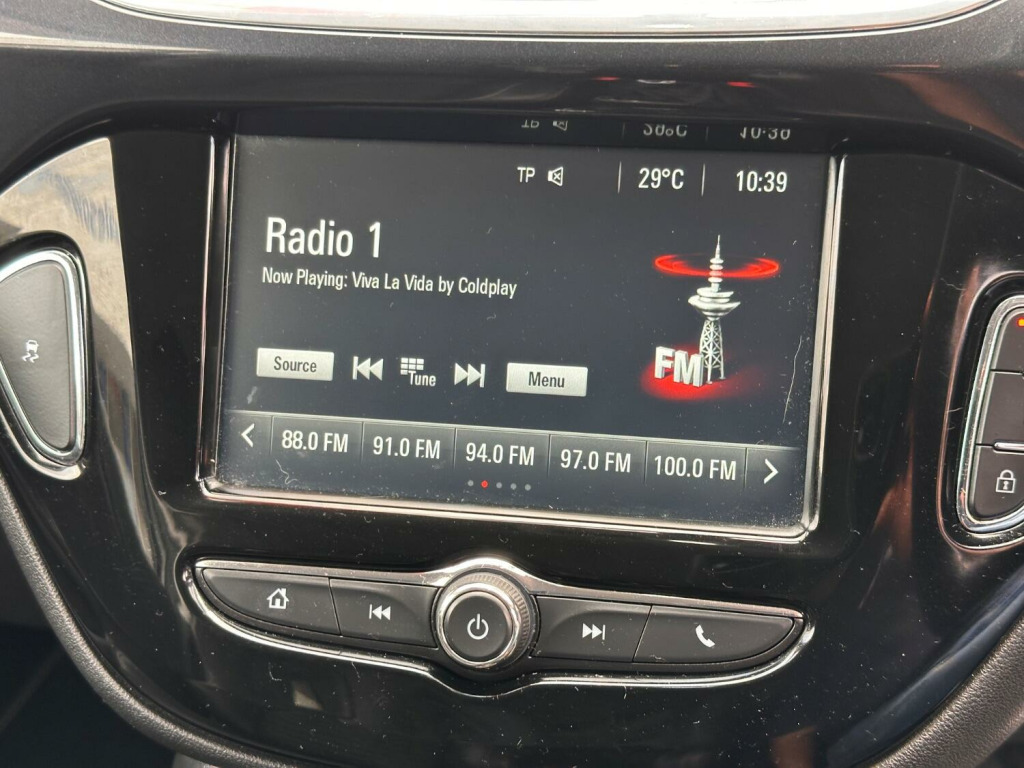 TP 29°C 10:39
Radio 1
Now Playing: Viva La Vida by Coldplay
FM
Source Tune Menu
88.0 FM 91.0 FM 94.0 FM 97.0 FM 100.0 FM